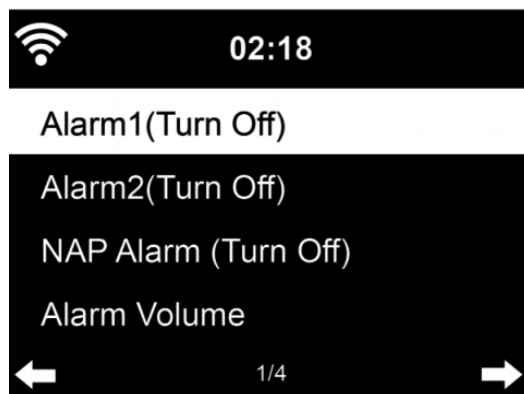 02:18
Alarm1(Turn Off)
Alarm2(Turn Off)
NAP Alarm (Turn Off)
Alarm Volume
1/4